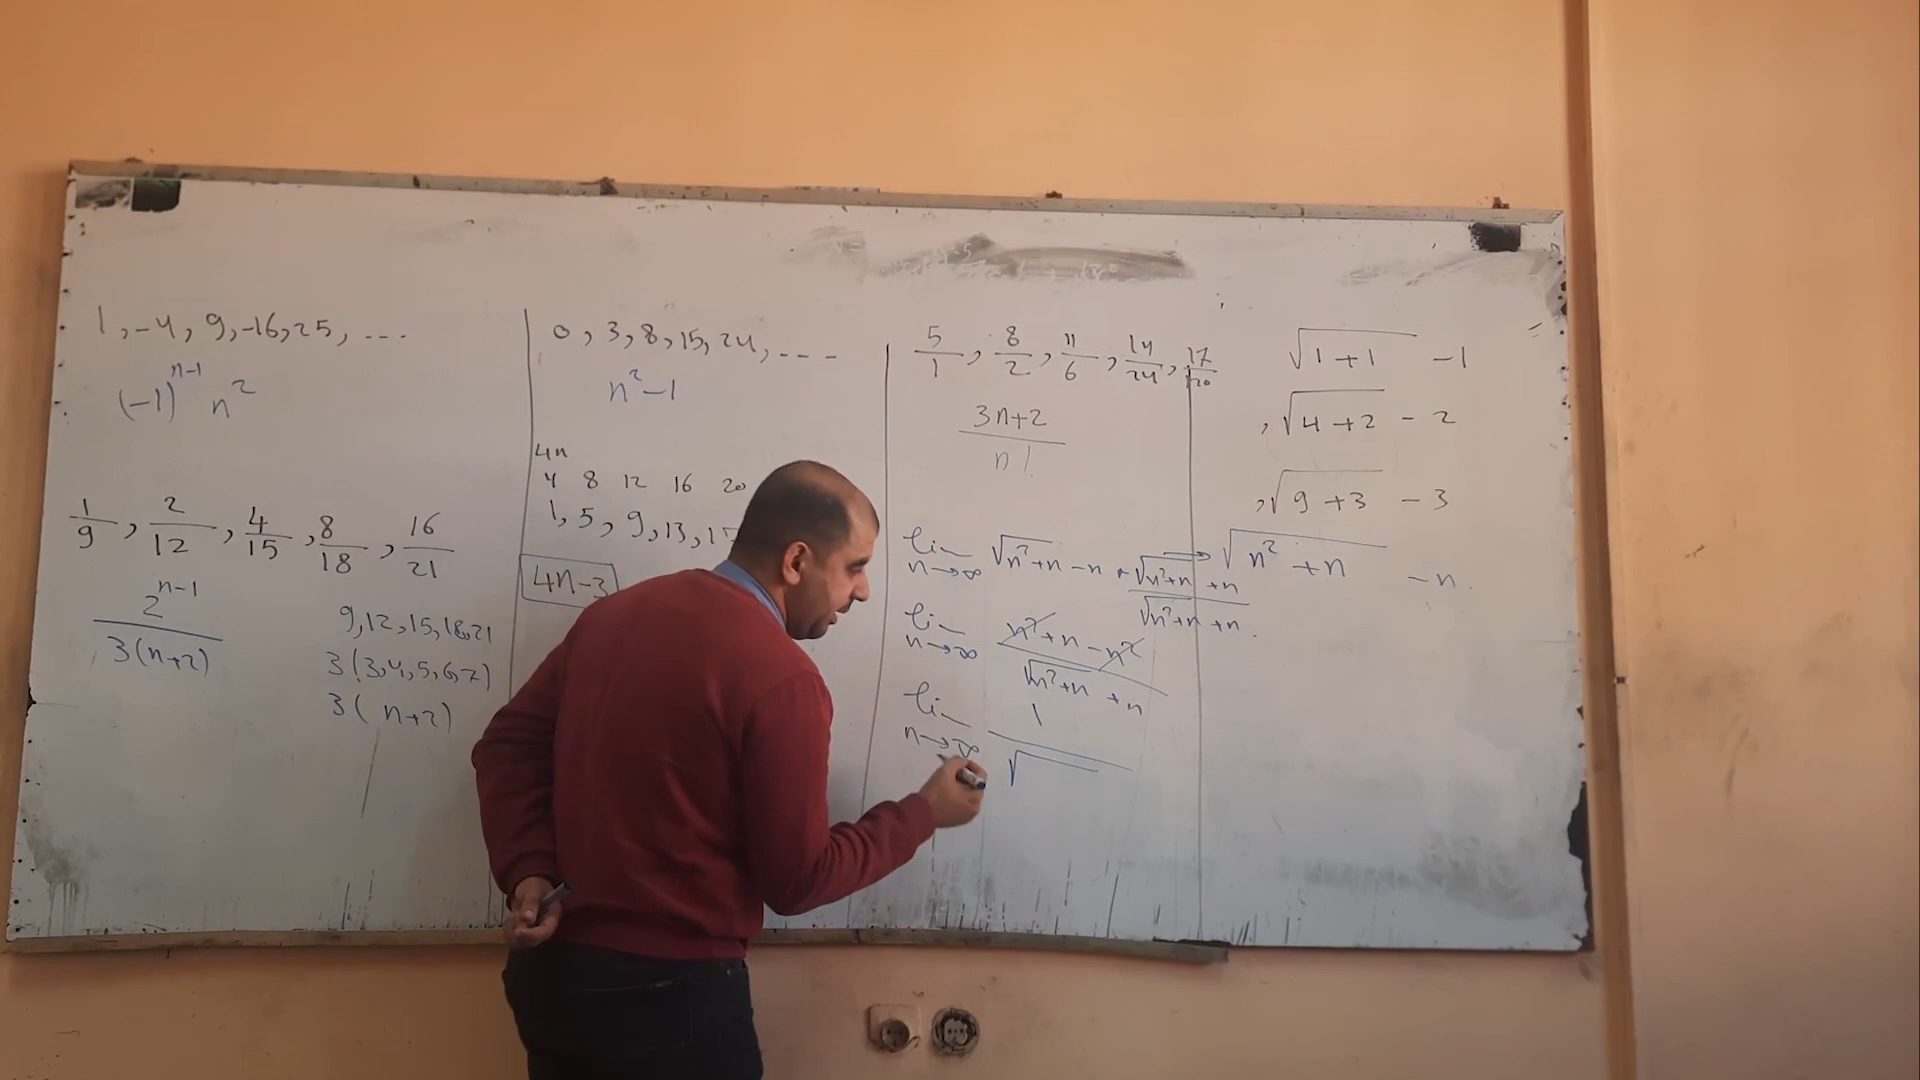 1, -4, 9, -16, 25, ...
(-1)^{n-1} n^2
1/9, 2/12, 4/15, 8/18, 16/21
2^{n-1} / 3(n+2)
9, 12, 15, 18, 21
3(3, 4, 5, 6, 7)
3( n+2)
0, 3, 8, 15, 24, ----
n^2 - 1
4n
4 8 12 16 20
1, 5, 9, 13,
4n-3
5/1, 8/2, 11/6, 14/24, 17/120
3n+2 / n!
lim n→∞ √(n^2+n) - n · (√(n^2+n) + n) / (√(n^2+n) + n)
lim n→∞ (n^2 + n - n^2) / (√(n^2+n) + n)
lim n→∞ 1 / √
√(1+1) - 1
, √(4+2) - 2
, √(9+3) - 3
√(n^2 + n) - n